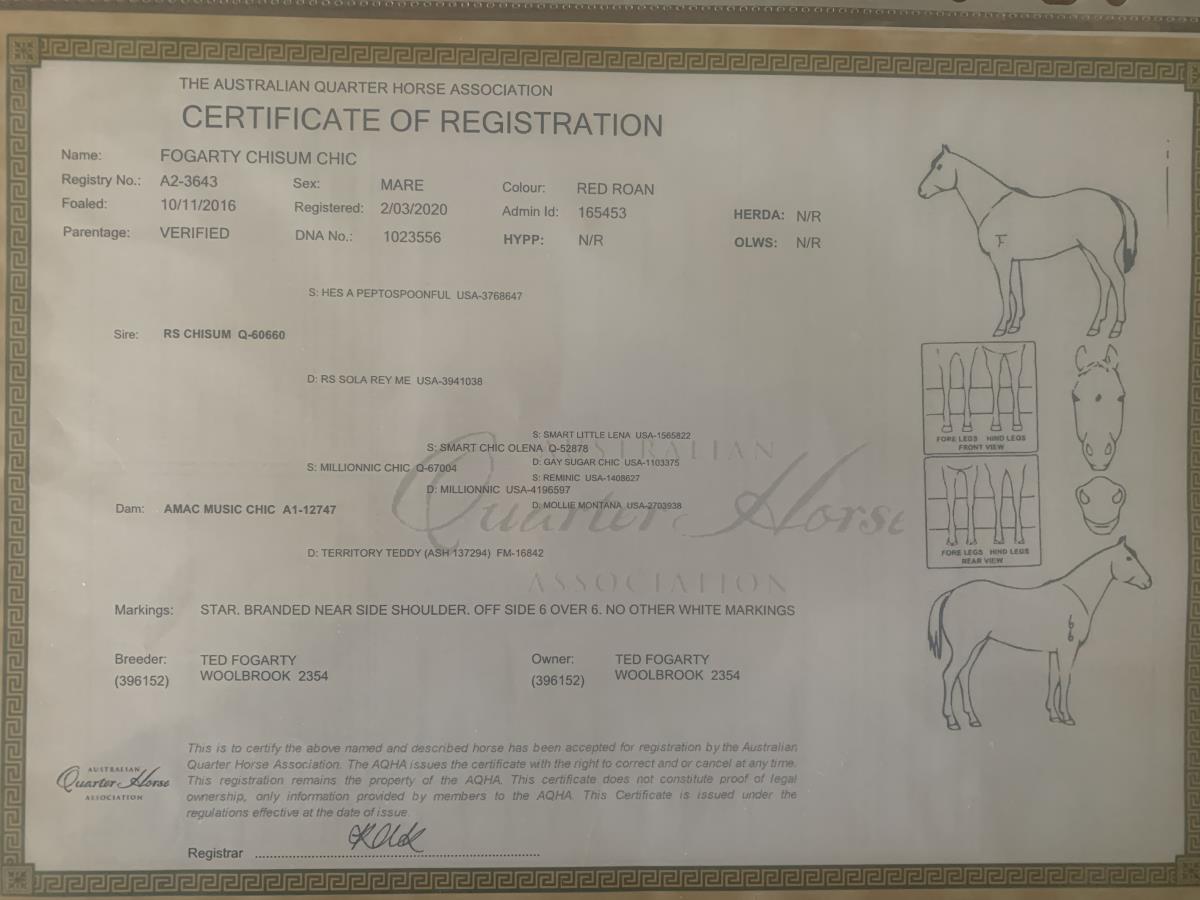 THE AUSTRALIAN QUARTER HORSE ASSOCIATION
CERTIFICATE OF REGISTRATION
Name: FOGARTY CHISUM CHIC
Registry No.: A2-3643 Sex: MARE Colour: RED ROAN
Foaled: 10/11/2016 Registered: 2/03/2020 Admin Id: 165453 HERDA: N/R
Parentage: VERIFIED DNA No.: 1023556 HYPP: N/R OLWS: N/R
F
S: HES A PEPTOSPOONFUL USA-3768647
Sire: RS CHISUM Q-60660
D: RS SOLA REY ME USA-3941038
S: SMART LITTLE LENA USA-1565822
S: SMART CHIC OLENA Q-52878
D: GAY SUGAR CHIC USA-1103375
S: MILLIONNIC CHIC Q-67004
S: REMINIC USA-1408627
D: MILLIONNIC USA-4196597
D: MOLLIE MONTANA USA-2703938
Dam: AMAC MUSIC CHIC A1-12747
D: TERRITORY TEDDY (ASH 137294) FM-16842
AUSTRALIAN
Quarter Horse
ASSOCIATION
FORE LEGS HIND LEGS
FRONT VIEW
FORE LEGS HIND LEGS
REAR VIEW
6
6
Markings: STAR. BRANDED NEAR SIDE SHOULDER. OFF SIDE 6 OVER 6. NO OTHER WHITE MARKINGS
Breeder: TED FOGARTY Owner: TED FOGARTY
(396152) WOOLBROOK 2354 (396152) WOOLBROOK 2354
This is to certify the above named and described horse has been accepted for registration by the Australian
Quarter Horse Association. The AQHA issues the certificate with the right to correct and or cancel at any time.
This registration remains the property of the AQHA. This certificate does not constitute proof of legal
ownership, only information provided by members to the AQHA. This Certificate is issued under the
regulations effective at the date of issue.
AUSTRALIAN
Quarter Horse
ASSOCIATION
Registrar